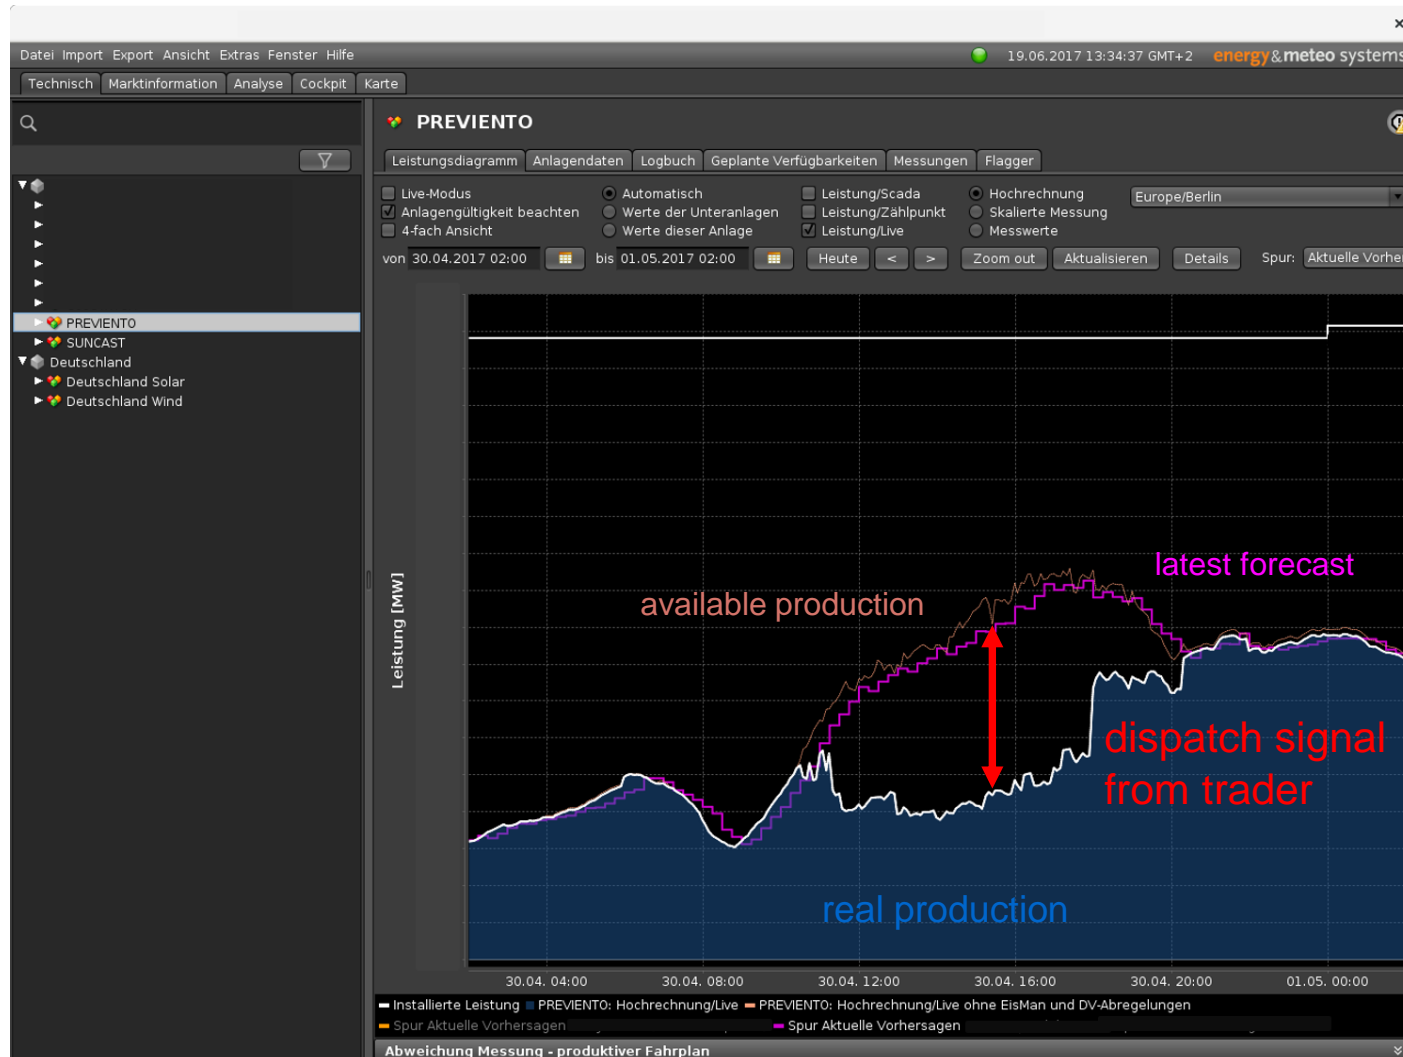 ×
Datei Import Export Ansicht Extras Fenster Hilfe 19.06.2017 13:34:37 GMT+2 energy&meteo systems
Technisch Marktinformation Analyse Cockpit Karte
PREVIENTO
Leistungsdiagramm Anlagendaten Logbuch Geplante Verfügbarkeiten Messungen Flagger
Live-Modus Automatisch Leistung/Scada Hochrechnung Europe/Berlin
Anlagengültigkeit beachten Werte der Unteranlagen Leistung/Zählpunkt Skalierte Messung
4-fach Ansicht Werte dieser Anlage Leistung/Live Messwerte
von 30.04.2017 02:00 bis 01.05.2017 02:00 Heute < > Zoom out Aktualisieren Details Spur: Aktuelle Vorhe
PREVIENTO
SUNCAST
Deutschland
Deutschland Solar
Deutschland Wind
Leistung [MW]
latest forecast
available production
dispatch signal
from trader
real production
30.04. 04:00 30.04. 08:00 30.04. 12:00 30.04. 16:00 30.04. 20:00 01.05. 00:00
Installierte Leistung PREVIENTO: Hochrechnung/Live PREVIENTO: Hochrechnung/Live ohne EisMan und DV-Abregelungen
Spur Aktuelle Vorhersagen Spur Aktuelle Vorhersagen
Abweichung Messung - produktiver Fahrplan